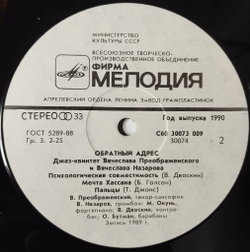 МИНИСТЕРСТВО
КУЛЬТУРЫ СССР
ВСЕСОЮЗНОЕ ТВОРЧЕСКО-
ПРОИЗВОДСТВЕННОЕ ОБЪЕДИНЕНИЕ
ФИРМА
МЕЛОДИЯ
АПРЕЛЕВСКИЙ ОРДЕНА ЛЕНИНА ЗАВОД ГРАМПЛАСТИНОК
СТЕРЕО 33
Год выпуска 1990
ГОСТ 5289-88
Гр. 3. 2-25
С60 30073 009
30074
2
ОБРАТНЫЙ АДРЕС
Джаз-квинтет Вячеслава Преображенского
и Вячеслава Назарова
Психологическая совместимость (В. Двоскин)
Мечта Хассана (Б. Голсон)
Пальцы (Т. Джонс)
В. Преображенский, тенор-саксофон
В. Назаров, М. Окунь,
фортепиано; В. Двоскин, контра-
бас; О. Бутман, барабаны
Запись 1989 г.